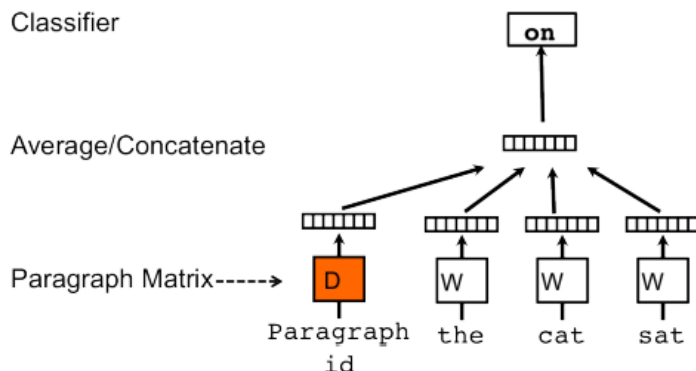 Classifier
on
Average/Concatenate
Paragraph Matrix
D W W W
Paragraph the cat sat
id